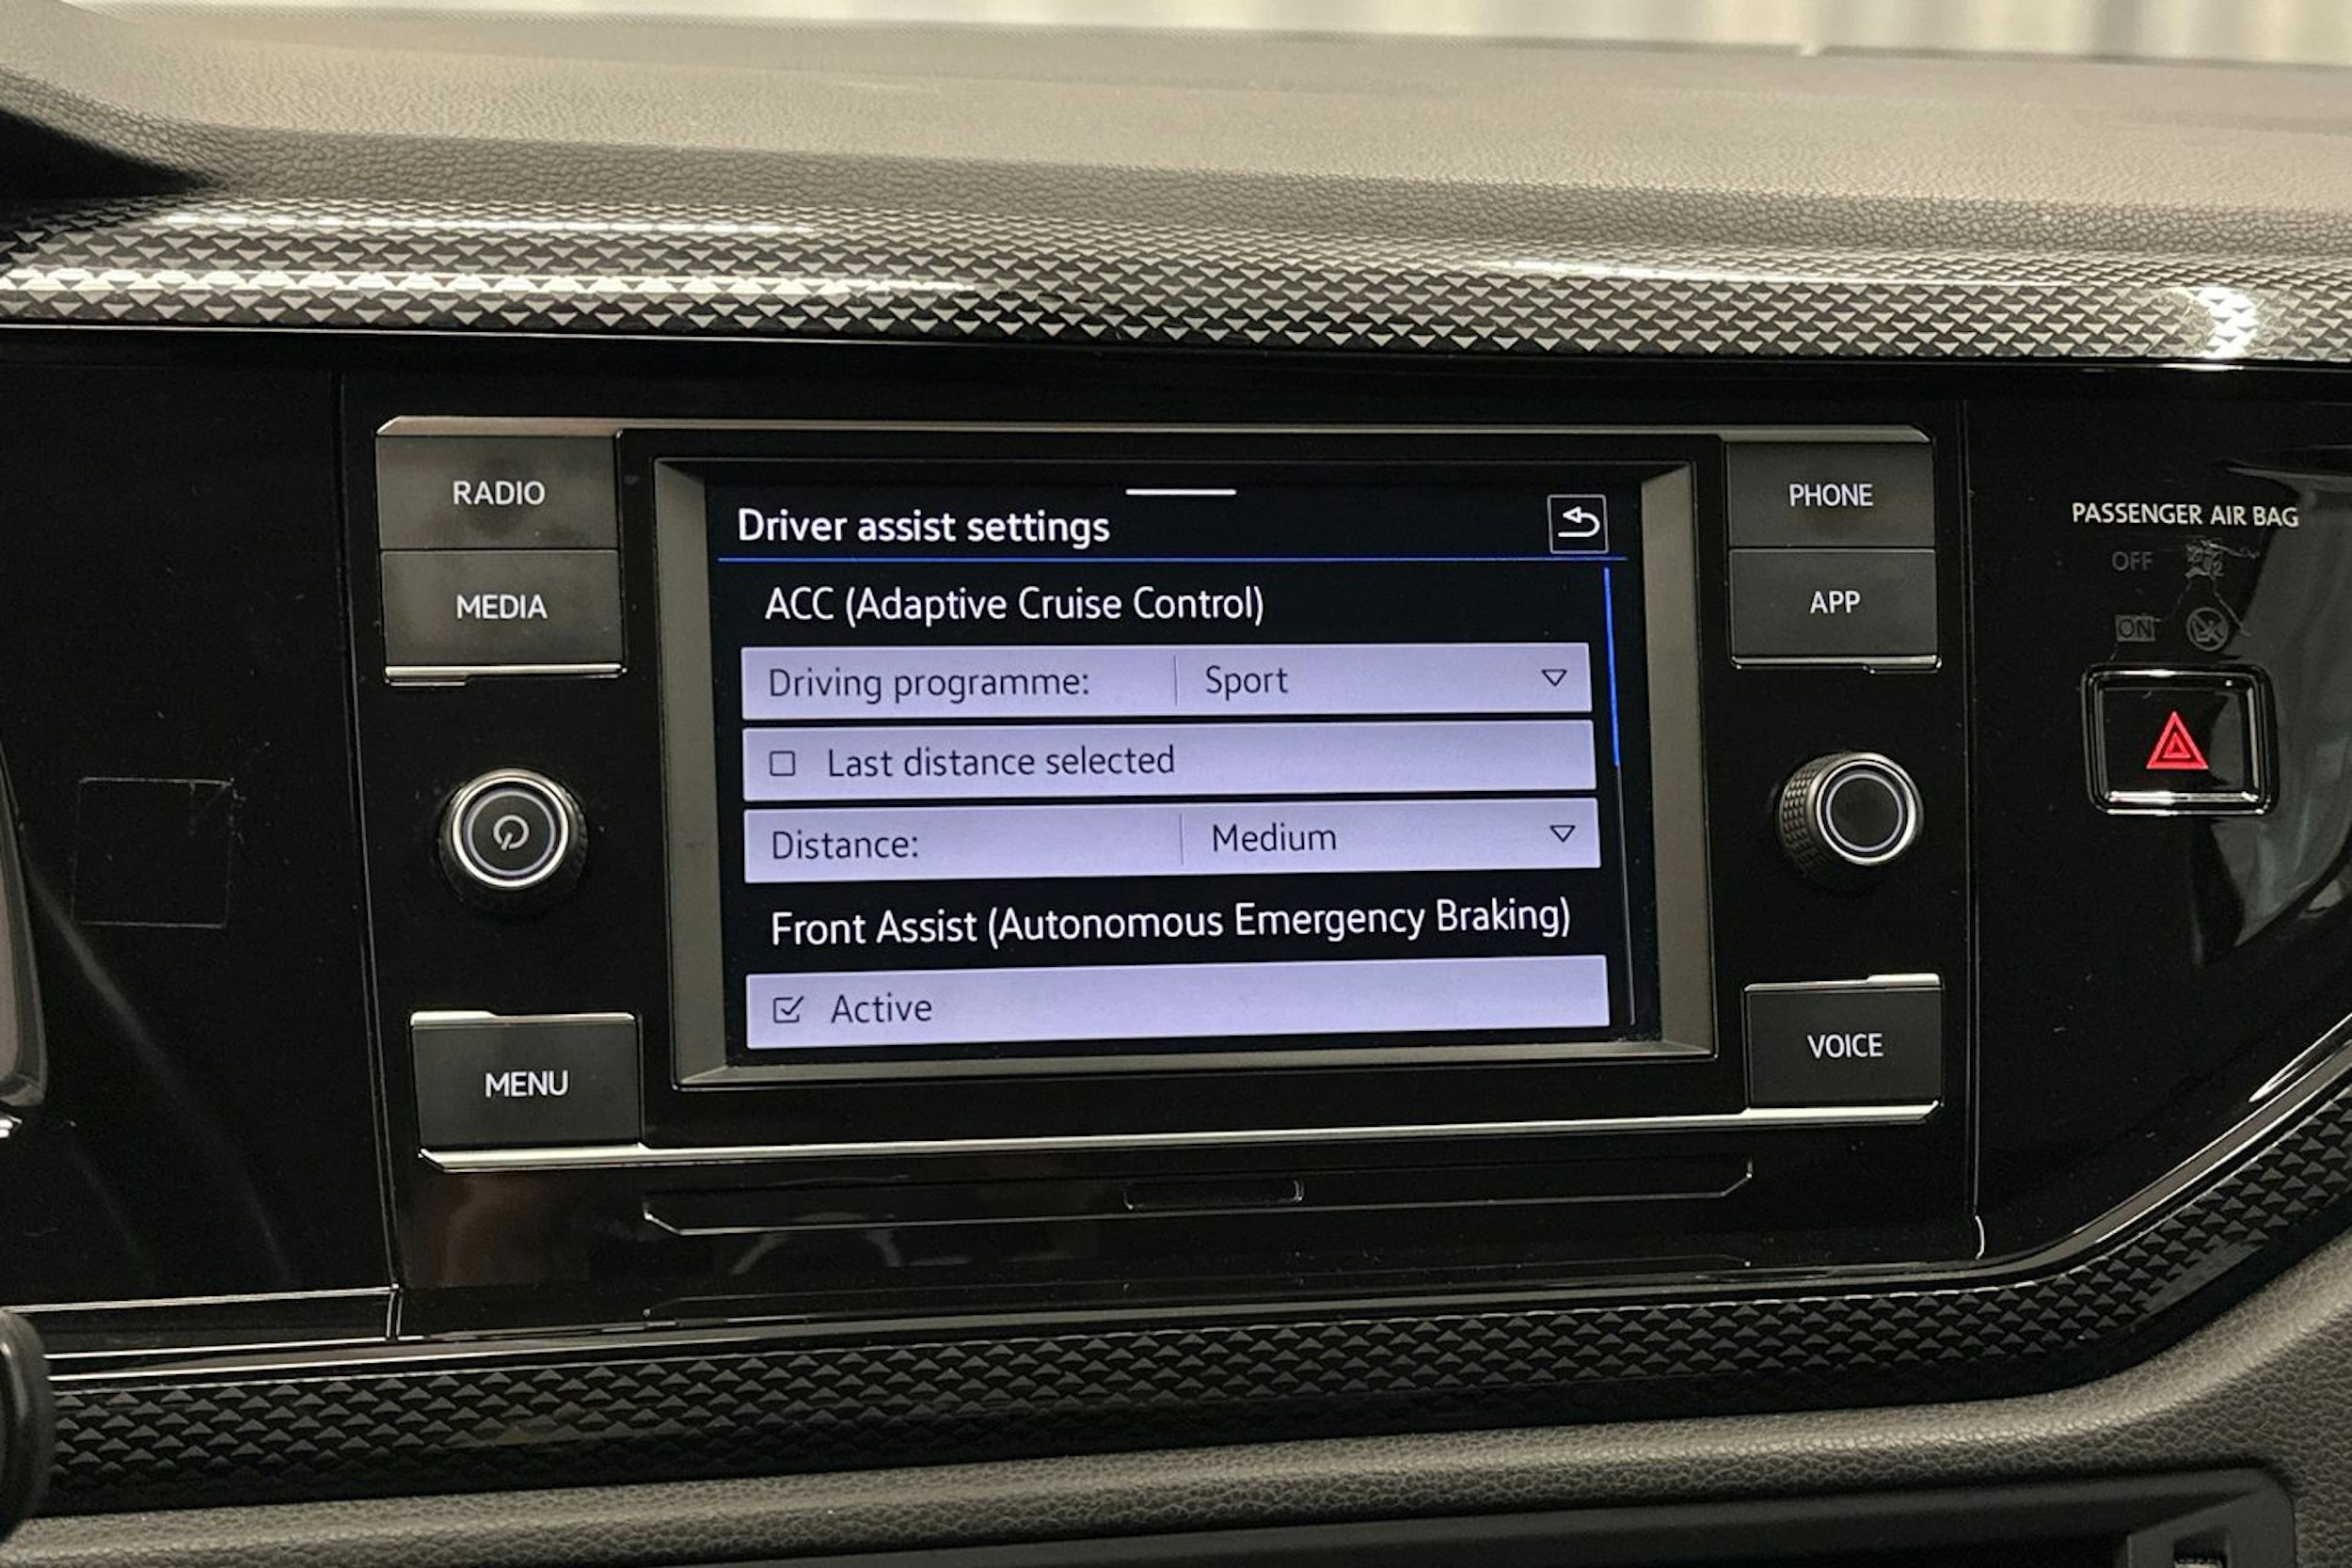 RADIO
MEDIA
MENU
Driver assist settings
ACC (Adaptive Cruise Control)
Driving programme: Sport
Last distance selected
Distance: Medium
Front Assist (Autonomous Emergency Braking)
Active
PHONE
APP
VOICE
PASSENGER AIR BAG
OFF
ON